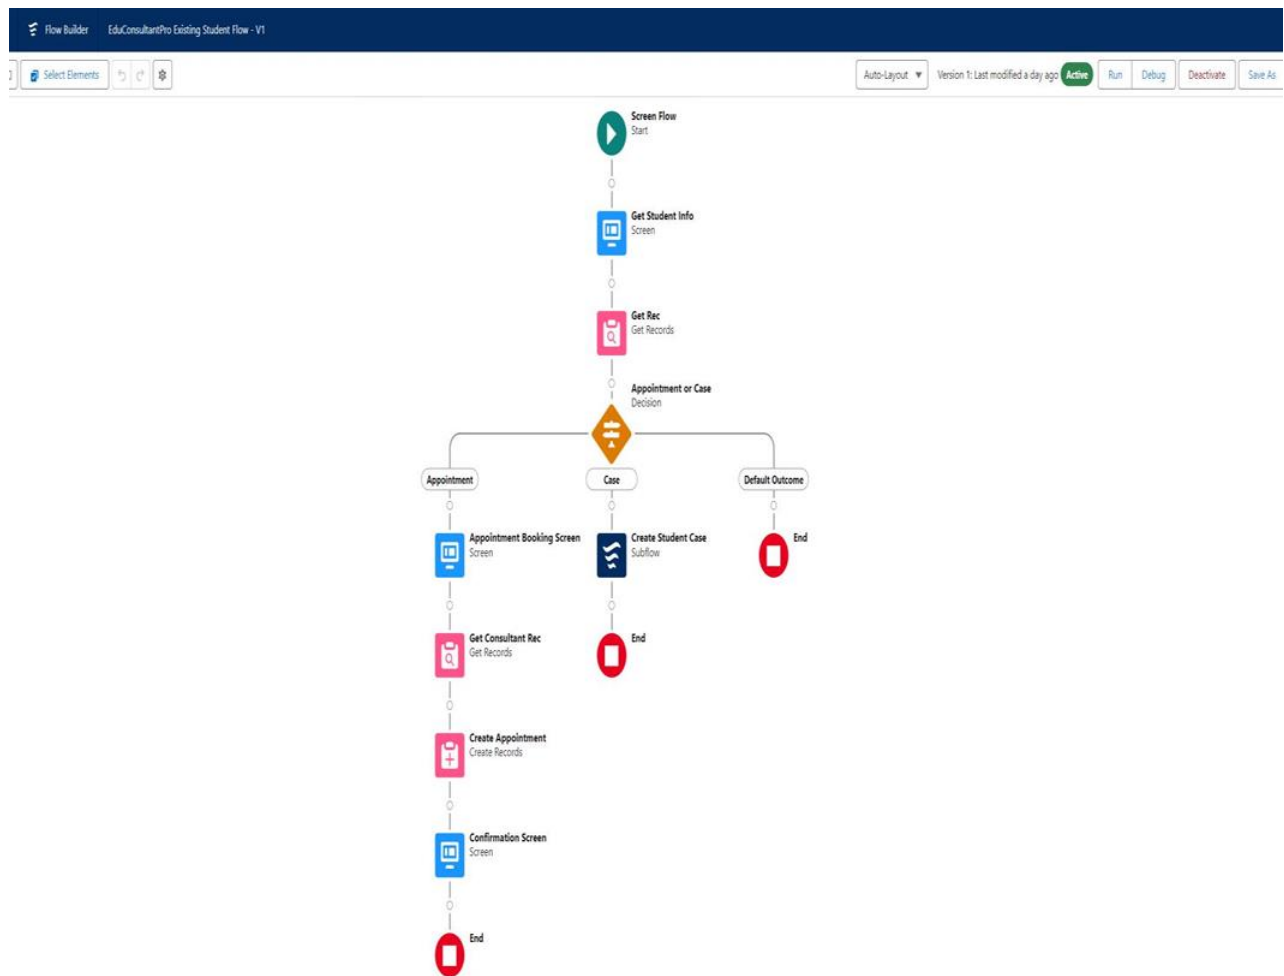 Flow Builder EduConsultantPro Existing Student Flow - V1
Select Elements Auto-Layout Version 1: Last modified a day ago Active Run Debug Deactivate Save As
Screen Flow
Start
Get Student Info
Screen
Get Rec
Get Records
Appointment or Case
Decision
Appointment Case Default Outcome
Appointment Booking Screen
Screen
Create Student Case
Subflow
End
Get Consultant Rec
Get Records
End
Create Appointment
Create Records
Confirmation Screen
Screen
End